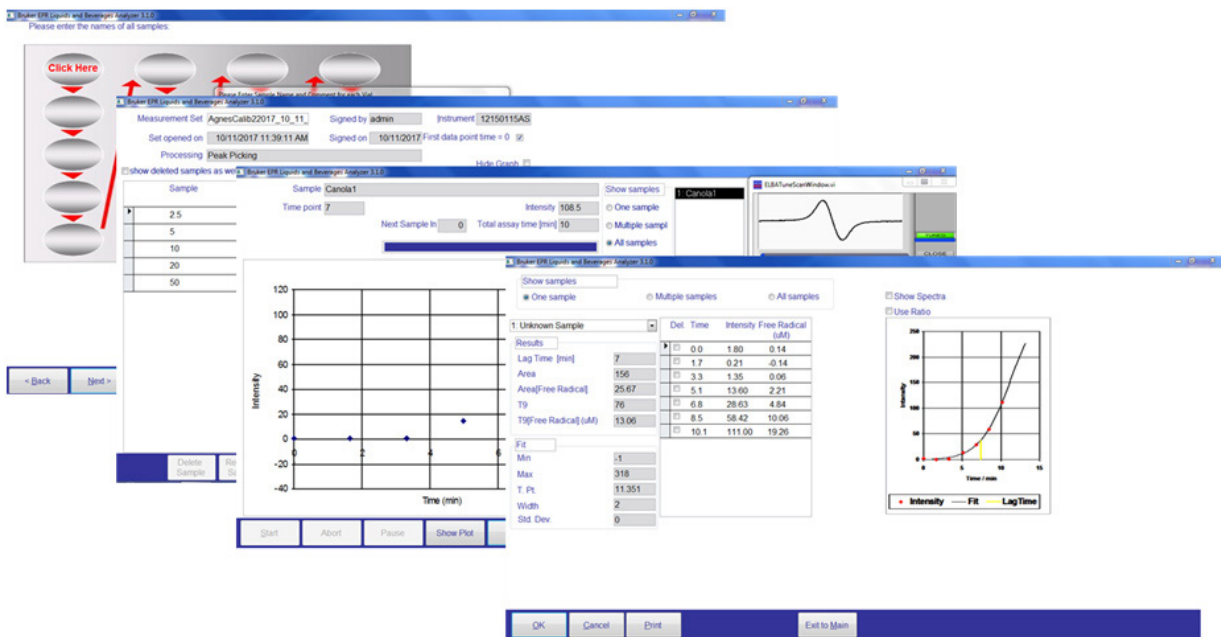 Bruker EPR Liquids and Beverages Analyzer 3.1.0
Please enter the names of all samples:
Click Here
Please Enter Sample Name and Comment for each Vial
< Back Next >
Bruker EPR Liquids and Beverages Analyzer 3.1.0
Measurement Set AgnesCalib22017_10_11_ Signed by admin Instrument 12150115AS
Set opened on 10/11/2017 11:39:11 AM Signed on 10/11/2017 First data point time = 0
Processing Peak Picking
Hide Graph
show deleted samples as we
Sample
2.5
5
10
20
50
Delete Sample
Bruker EPR Liquids and Beverages Analyzer 3.1.0
Sample Canola1 Show samples 1 Canola1
Time point 7 Intensity 108.5 One sample
Next Sample In 0 Total assay time [min] 10 Multiple sampl
All samples
ELBATuneScanWindow.vi
TUNED
CLOSE
120
100
80
60
40
20
0
-20
-40
Intensity
0 2 4 6
Time (min)
Start Abort Pause Show Plot
Bruker EPR Liquids and Beverages Analyzer 3.1.0
Show samples
One sample Multiple samples All samples
Show Spectra
Use Ratio
1: Unknown Sample
Results
Lag Time [min] 7
Area 156
Area[Free Radical] 25.67
T9 76
T9[Free Radical] (uM) 13.06
Fit
Min -1
Max 318
T. Pt. 11.351
Width 2
Std. Dev. 0
Del. Time Intensity Free Radical (uM)
0.0 1.80 0.14
1.7 0.21 -0.14
3.3 1.35 0.06
5.1 13.60 2.21
6.8 28.63 4.84
8.5 58.42 10.06
10.1 111.00 19.26
250
200
150
100
50
0
Intensity
0 5 10 15
Time / min
Intensity Fit LagTime
OK Cancel Print Exit to Main